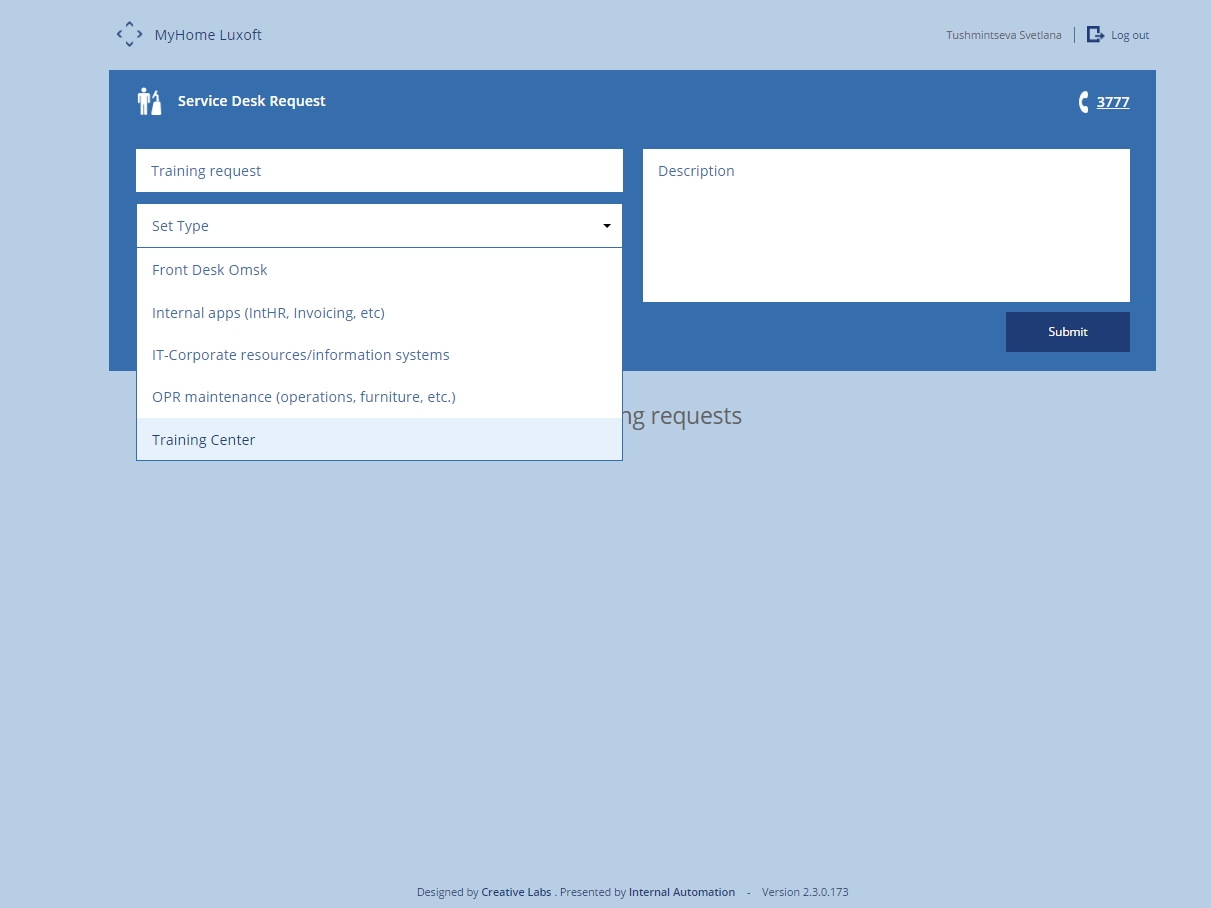 MyHome Luxoft
Tushmintseva Svetlana
Log out
Service Desk Request
3777
Training request
Description
Set Type
Front Desk Omsk
Internal apps (IntHR, Invoicing, etc)
IT-Corporate resources/information systems
OPR maintenance (operations, furniture, etc.)
Training Center
Submit
requests
Designed by Creative Labs . Presented by Internal Automation - Version 2.3.0.173